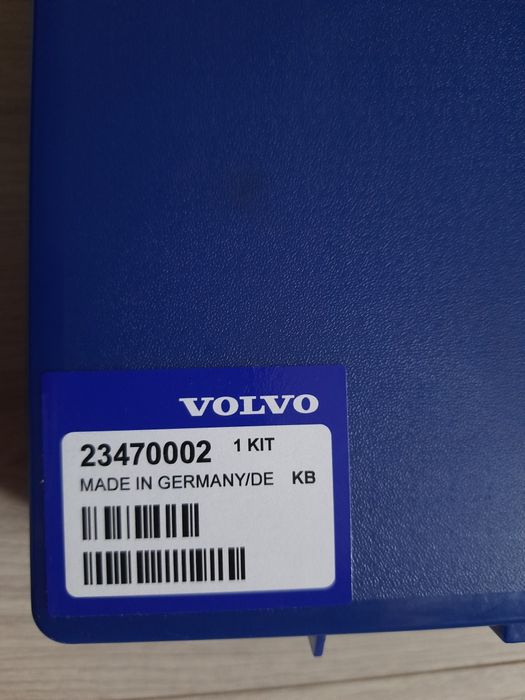 VOLVO
23470002 1 KIT
MADE IN GERMANY/DE KB